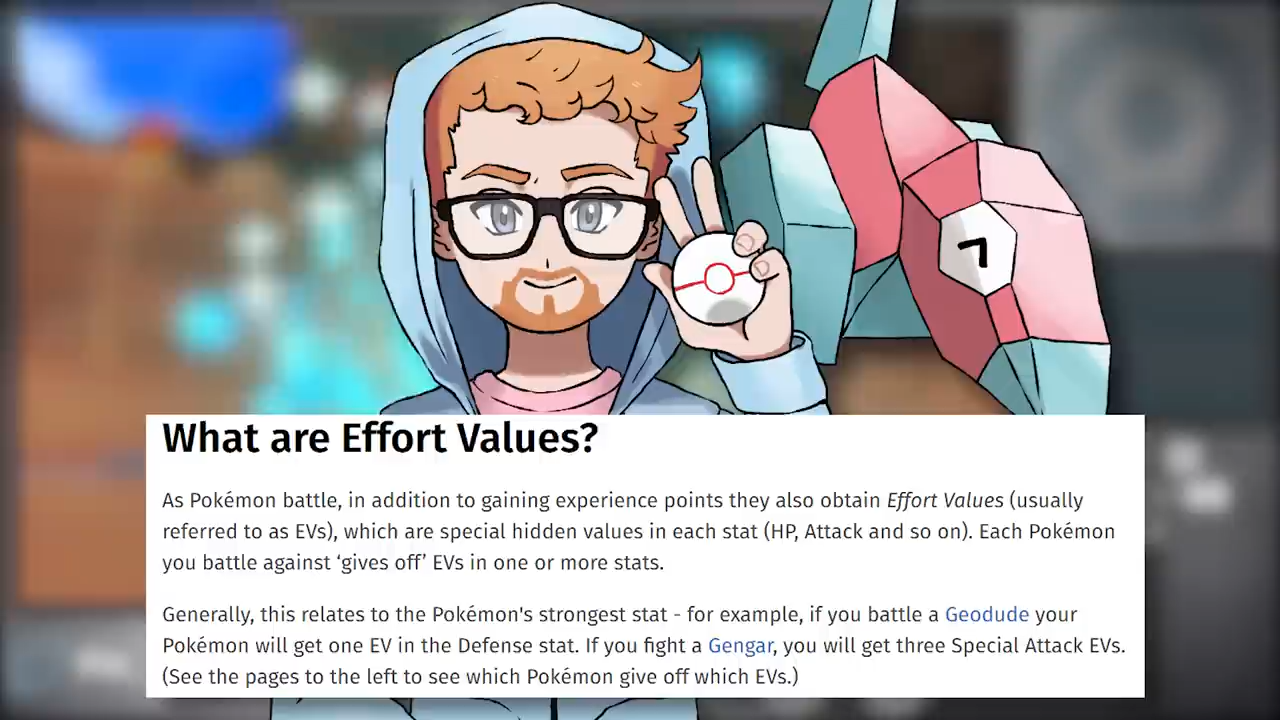 What are Effort Values?
As Pokémon battle, in addition to gaining experience points they also obtain Effort Values (usually
referred to as EVs), which are special hidden values in each stat (HP, Attack and so on). Each Pokémon
you battle against ‘gives off’ EVs in one or more stats.
Generally, this relates to the Pokémon's strongest stat - for example, if you battle a Geodude your
Pokémon will get one EV in the Defense stat. If you fight a Gengar, you will get three Special Attack EVs.
(See the pages to the left to see which Pokémon give off which EVs.)